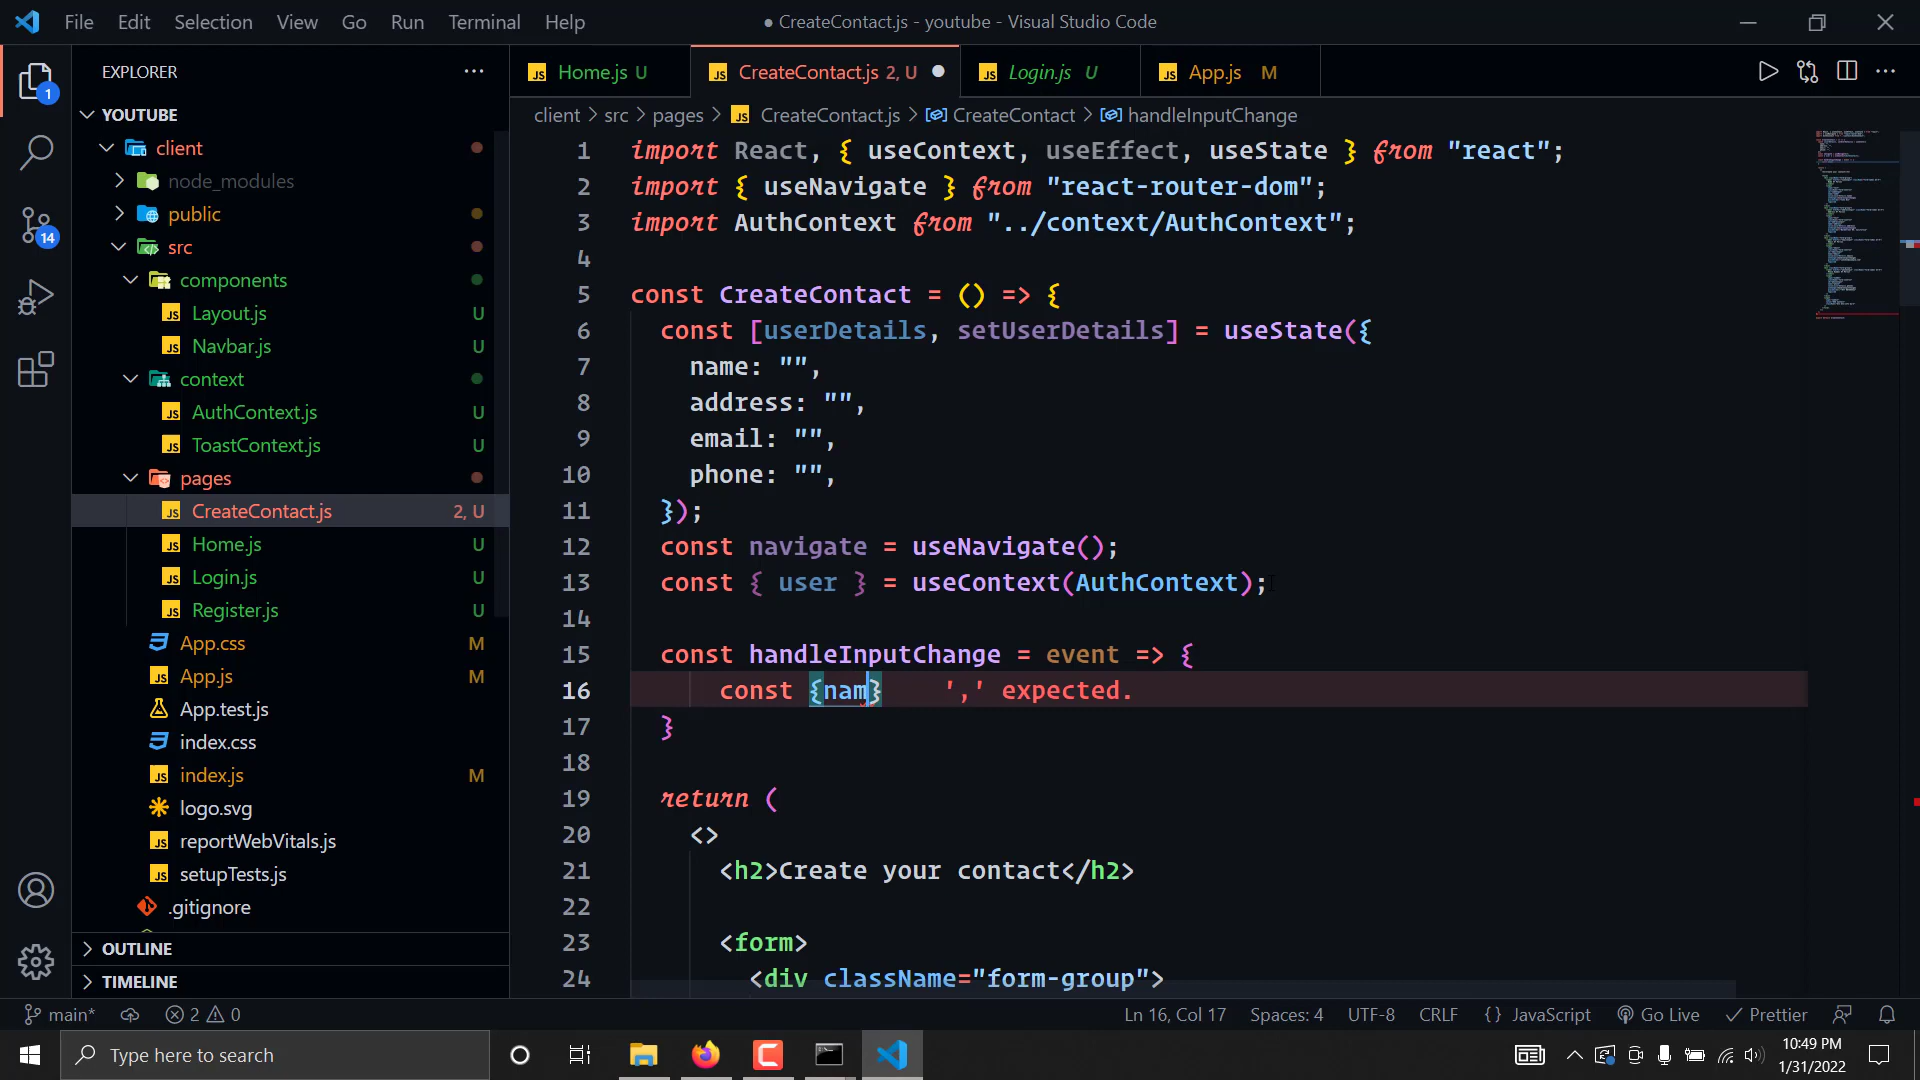 File Edit Selection View Go Run Terminal Help
● CreateContact.js - youtube - Visual Studio Code
EXPLORER
Home.js U
CreateContact.js 2, U
Login.js U
App.js M
1
14
YOUTUBE
client
node_modules
public
src
components
Layout.js U
Navbar.js U
context
AuthContext.js U
ToastContext.js U
pages
CreateContact.js 2, U
Home.js U
Login.js U
Register.js U
App.css M
App.js M
App.test.js
index.css
index.js M
logo.svg
reportWebVitals.js
setupTests.js
.gitignore
OUTLINE
TIMELINE
client > src > pages > CreateContact.js > CreateContact > handleInputChange
1 import React, { useContext, useEffect, useState } from "react";
2 import { useNavigate } from "react-router-dom";
3 import AuthContext from "../context/AuthContext";
4
5 const CreateContact = () => {
6 const [userDetails, setUserDetails] = useState({
7 name: "",
8 address: "",
9 email: "",
10 phone: "",
11 });
12 const navigate = useNavigate();
13 const { user } = useContext(AuthContext);
14
15 const handleInputChange = event => {
16 const {nam} ',' expected.
17 }
18
19 return (
20 <>
21 <h2>Create your contact</h2>
22
23 <form>
24 <div className="form-group">
main* 2 0
Ln 16, Col 17 Spaces: 4 UTF-8 CRLF {} JavaScript Go Live Prettier
Type here to search
10:49 PM
1/31/2022